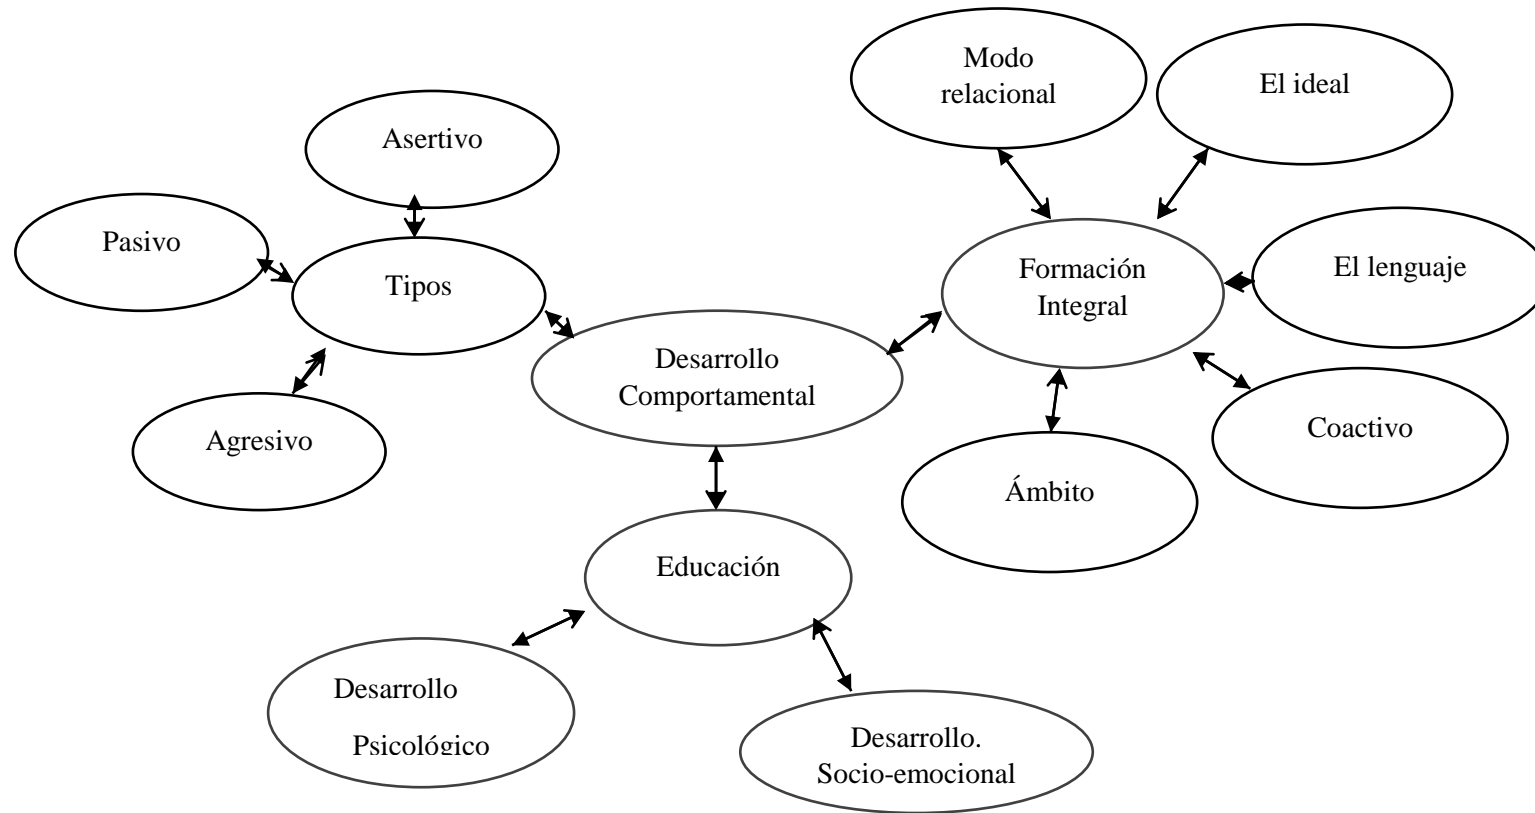 Modo
relacional
El ideal
Asertivo
Pasivo
Tipos
Formación
Integral
El lenguaje
Desarrollo
Comportamental
Agresivo
Coactivo
Ámbito
Educación
Desarrollo
Psicológico
Desarrollo.
Socio-emocional